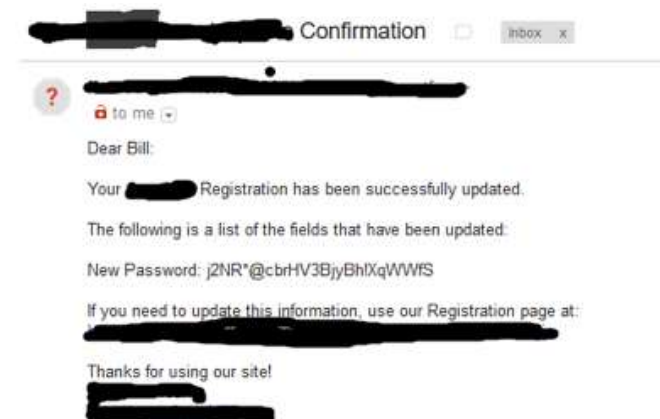 Confirmation Inbox x
?
to me
Dear Bill:
Your Registration has been successfully updated.
The following is a list of the fields that have been updated:
New Password: j2NR*@cbrHV3BjyBhlXqWWfS
If you need to update this information, use our Registration page at:
Thanks for using our site!